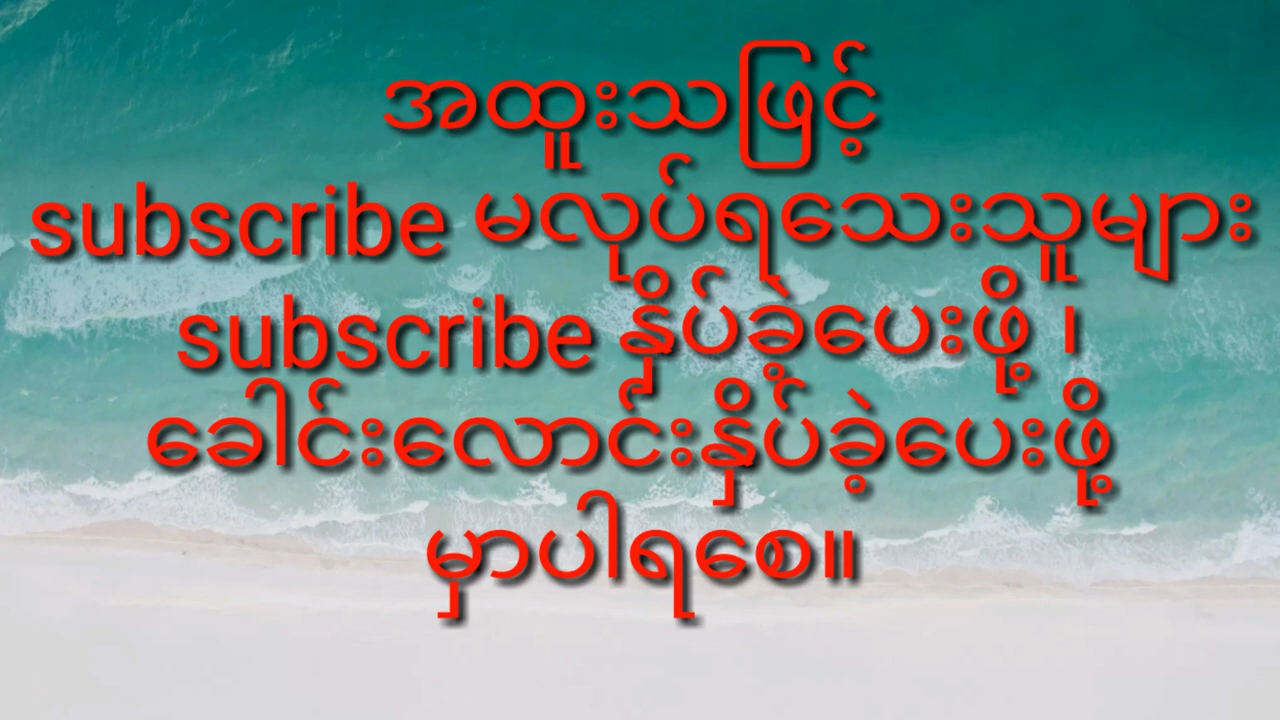 အထူးသဖြင့်
subscribe မလုပ်ရသေးသူများ
subscribe နှိပ်ခဲ့ပေးဖို့ ၊
ခေါင်းလောင်းနှိပ်ခဲ့ပေးဖို့
မှာပါရစေ။